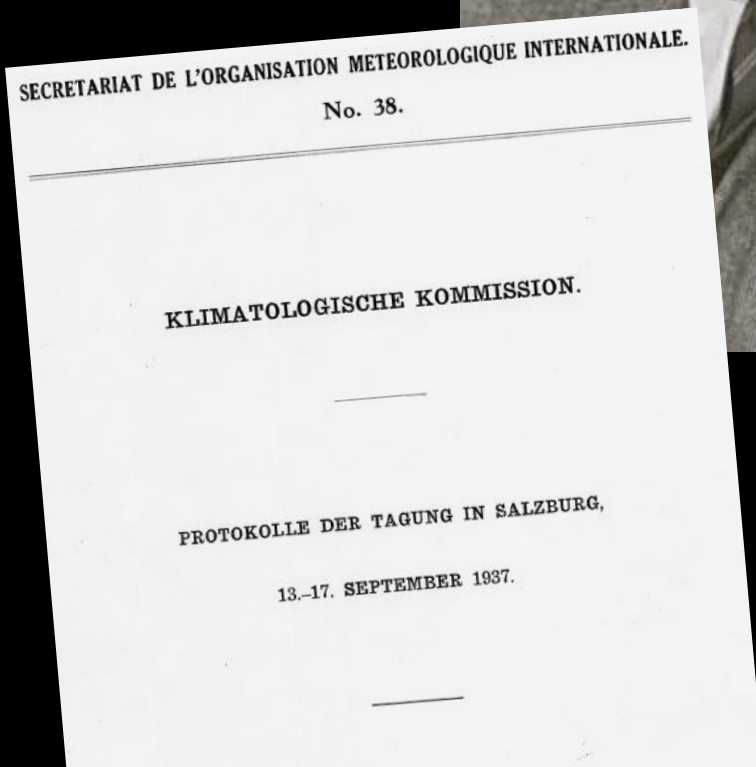 SECRETARIAT DE L'ORGANISATION METEOROLOGIQUE INTERNATIONALE.
No. 38.
KLIMATOLOGISCHE KOMMISSION.
PROTOKOLLE DER TAGUNG IN SALZBURG,
13.–17. SEPTEMBER 1937.